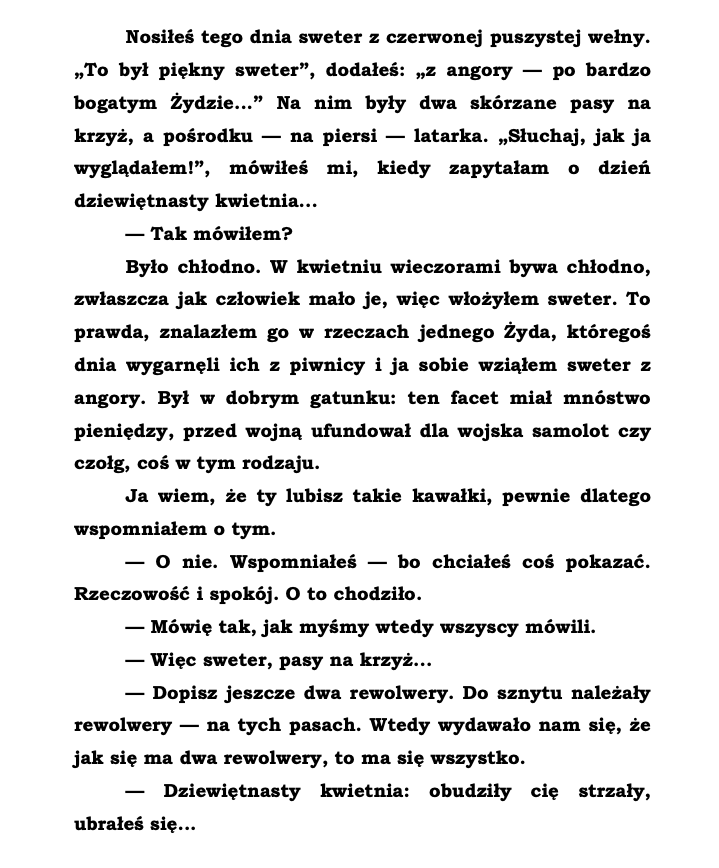 Nosiłeś tego dnia sweter z czerwonej puszystej wełny.
„To był piękny sweter”, dodałeś: „z angory — po bardzo
bogatym Żydzie...” Na nim były dwa skórzane pasy na
krzyż, a pośrodku — na piersi — latarka. „Słuchaj, jak ja
wyglądałem!”, mówiłeś mi, kiedy zapytałam o dzień
dziewiętnasty kwietnia...
— Tak mówiłem?
Było chłodno. W kwietniu wieczorami bywa chłodno,
zwłaszcza jak człowiek mało je, więc włożyłem sweter. To
prawda, znalazłem go w rzeczach jednego Żyda, któregoś
dnia wygarnęli ich z piwnicy i ja sobie wziąłem sweter z
angory. Był w dobrym gatunku: ten facet miał mnóstwo
pieniędzy, przed wojną ufundował dla wojska samolot czy
czołg, coś w tym rodzaju.
Ja wiem, że ty lubisz takie kawałki, pewnie dlatego
wspomniałem o tym.
— O nie. Wspomniałeś — bo chciałeś coś pokazać.
Rzeczowość i spokój. O to chodziło.
— Mówię tak, jak myśmy wtedy wszyscy mówili.
— Więc sweter, pasy na krzyż...
— Dopisz jeszcze dwa rewolwery. Do sznytu należały
rewolwery — na tych pasach. Wtedy wydawało nam się, że
jak się ma dwa rewolwery, to ma się wszystko.
— Dziewiętnasty kwietnia: obudziły cię strzały,
ubrałeś się...